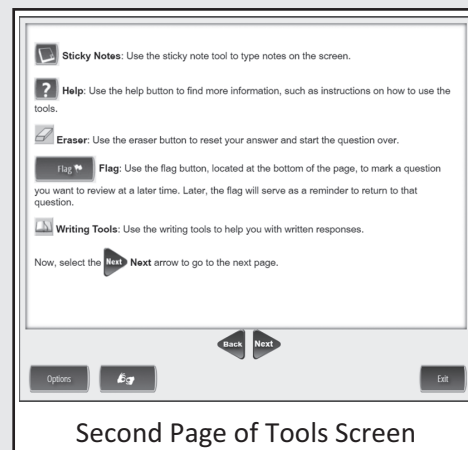 Sticky Notes: Use the sticky note tool to type notes on the screen.
? Help: Use the help button to find more information, such as instructions on how to use the
tools.
Eraser: Use the eraser button to reset your answer and start the question over.
Flag Flag: Use the flag button, located at the bottom of the page, to mark a question
you want to review at a later time. Later, the flag will serve as a reminder to return to that
question.
Writing Tools: Use the writing tools to help you with written responses.
Now, select the Next Next arrow to go to the next page.
Back Next
Options Exit
Second Page of Tools Screen